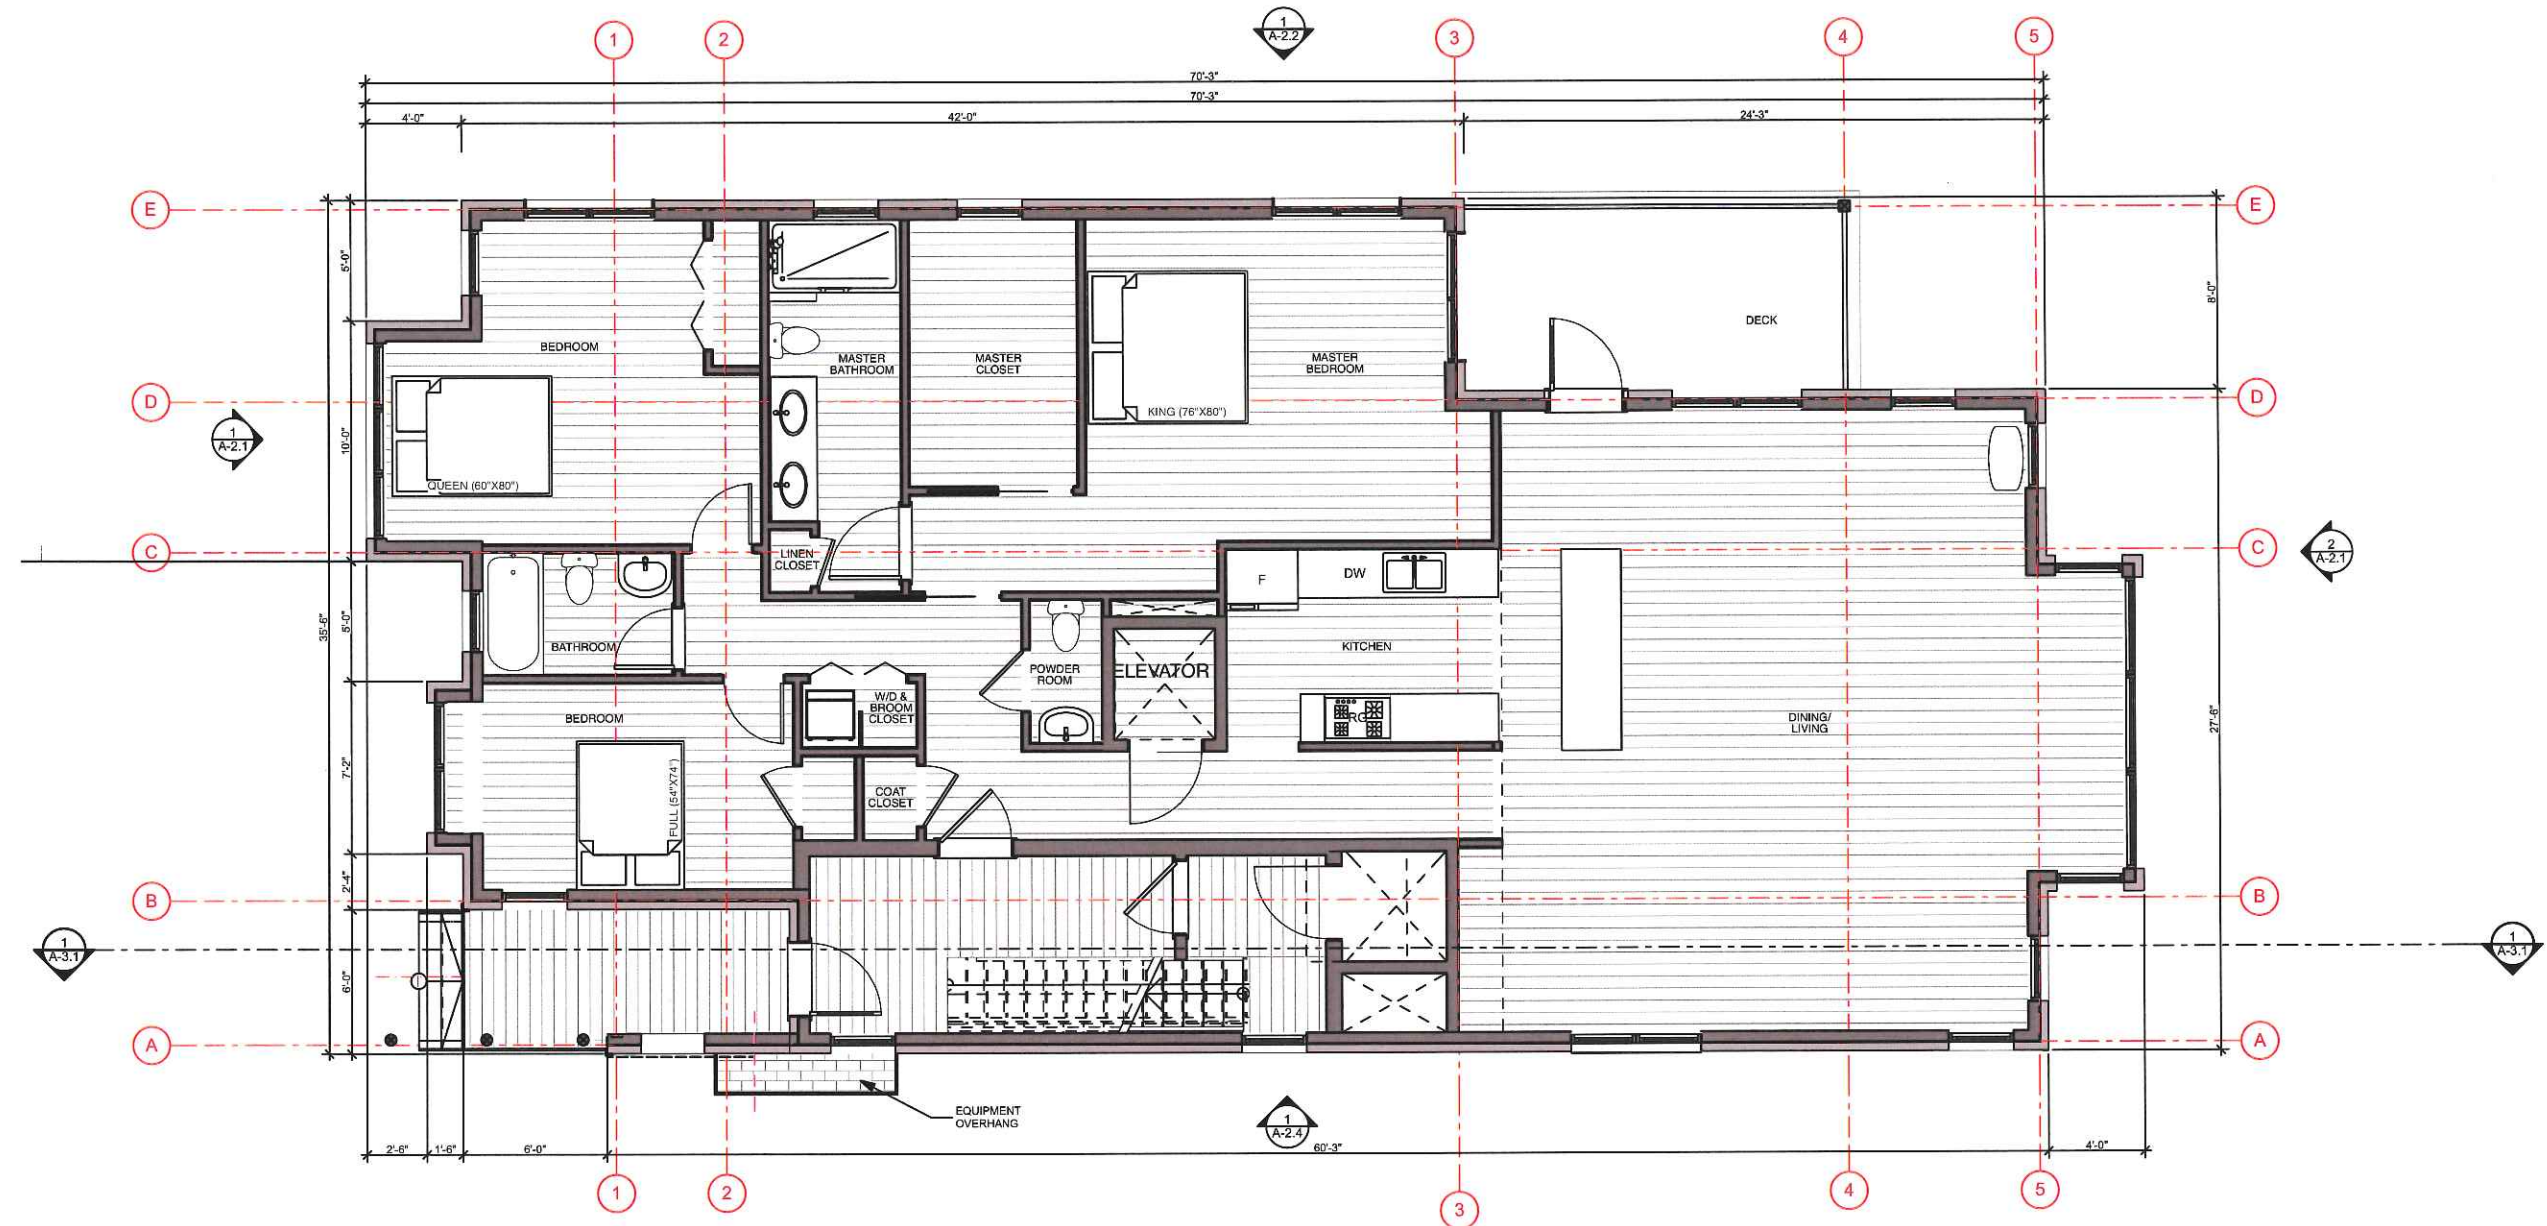 1
A-2.2
1
2
3
4
5
70'-3"
70'-3"
4'-0"
42'-0"
24'-3"
E
E
5'-0"
8'-0"
DECK
BEDROOM
MASTER
BATHROOM
MASTER
CLOSET
MASTER
BEDROOM
D
D
KING (76"X80")
1
A-2.1
10'-0"
QUEEN (60"X80")
C
C
2
A-2.1
LINEN
CLOSET
F
DW
35'-6"
5'-0"
BATHROOM
KITCHEN
POWDER
ROOM
ELEVATOR
W/D &
BROOM
CLOSET
BEDROOM
RG
DINING/
LIVING
27'-6"
7'-2"
FULL (54"X74")
COAT
CLOSET
2'-4"
B
B
1
A-3.1
1
A-3.1
6'-0"
A
A
EQUIPMENT
OVERHANG
1
A-2.4
2'-6"
1'-6"
6'-0"
60'-3"
4'-0"
1
2
3
4
5